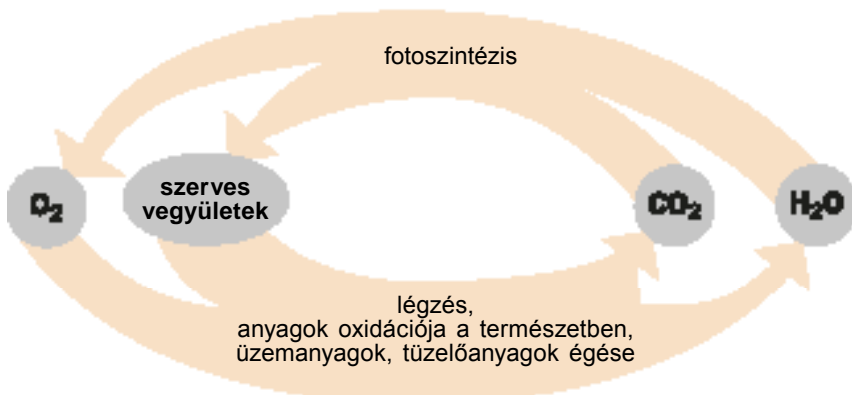 fotoszintézis
O₂
szerves
vegyületek
CO₂
H₂O
légzés,
anyagok oxidációja a természetben,
üzemanyagok, tüzelőanyagok égése